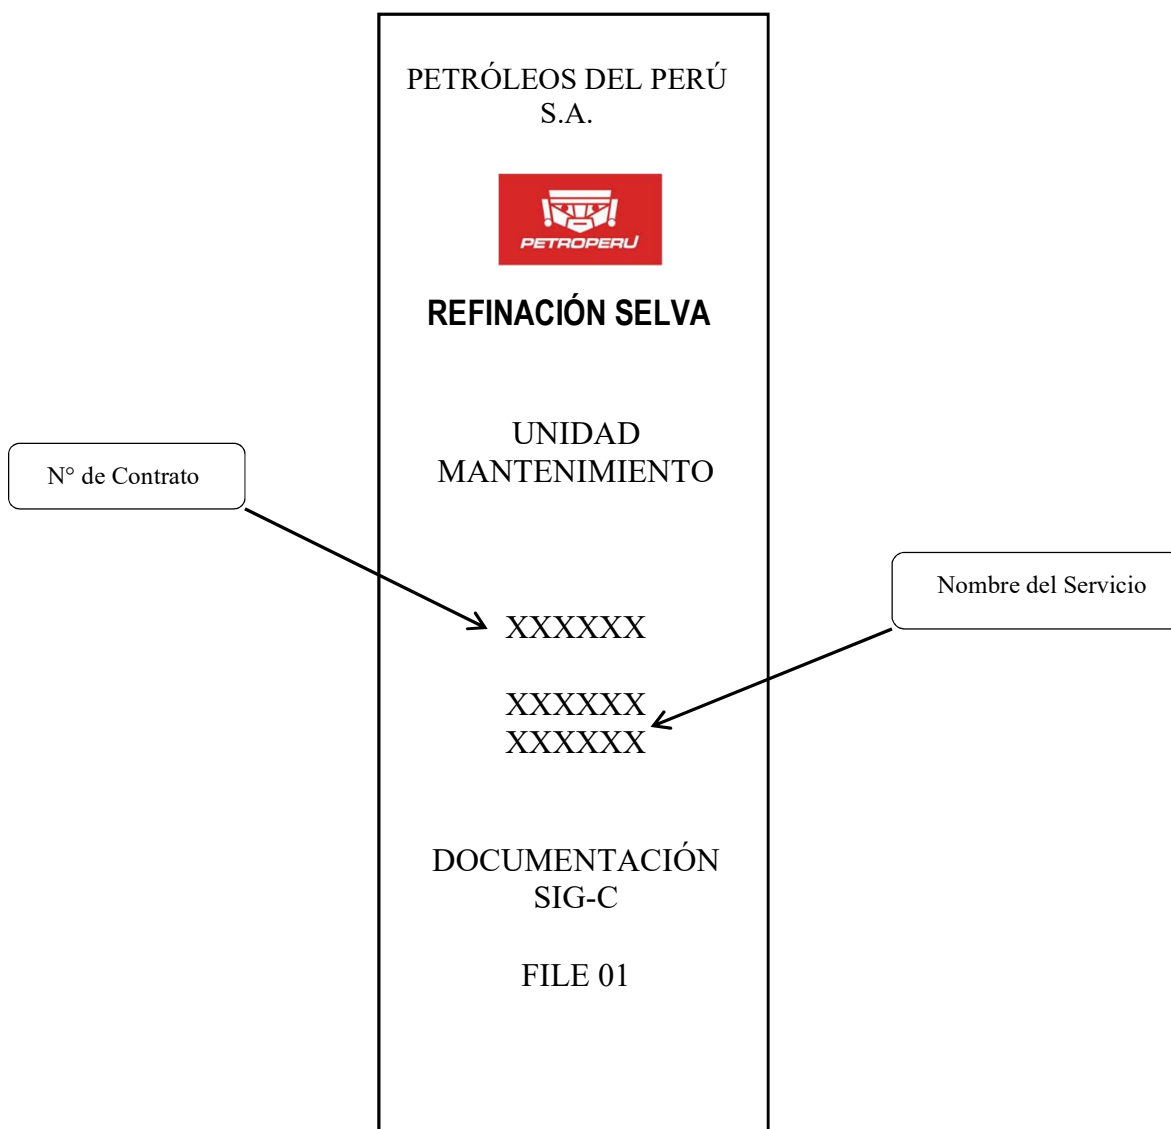 PETRÓLEOS DEL PERÚ
S.A.
PETROPERÚ
REFINACIÓN SELVA
UNIDAD
MANTENIMIENTO
N° de Contrato
Nombre del Servicio
XXXXXX
XXXXXX
XXXXXX
DOCUMENTACIÓN
SIG-C
FILE 01